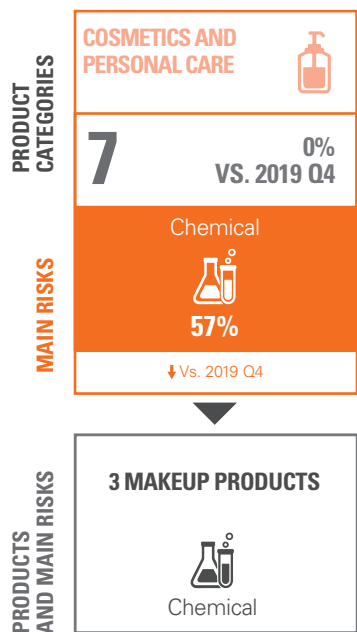 PRODUCT
CATEGORIES
COSMETICS AND
PERSONAL CARE
7
0%
VS. 2019 Q4
MAIN RISKS
Chemical
57%
Vs. 2019 Q4
PRODUCTS
AND MAIN RISKS
3 MAKEUP PRODUCTS
Chemical